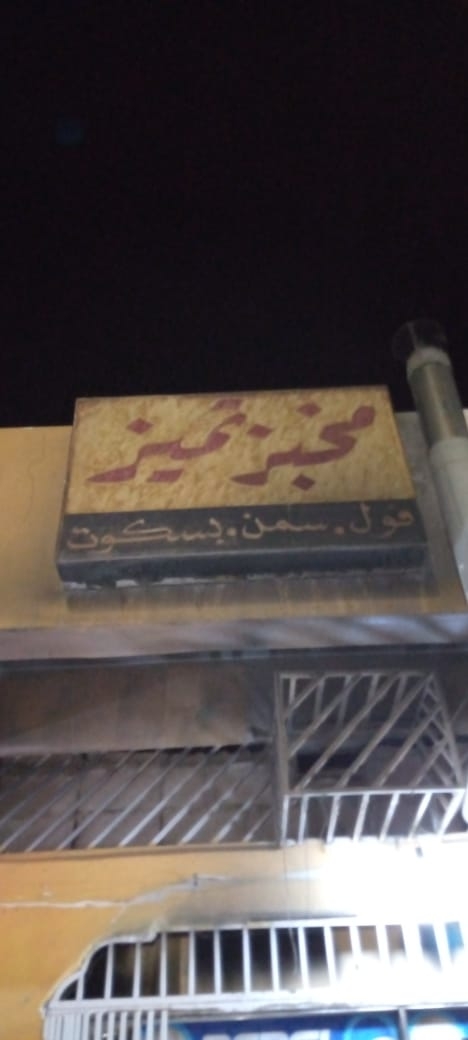 مخبز تميز
فول . سمن . بسكوت